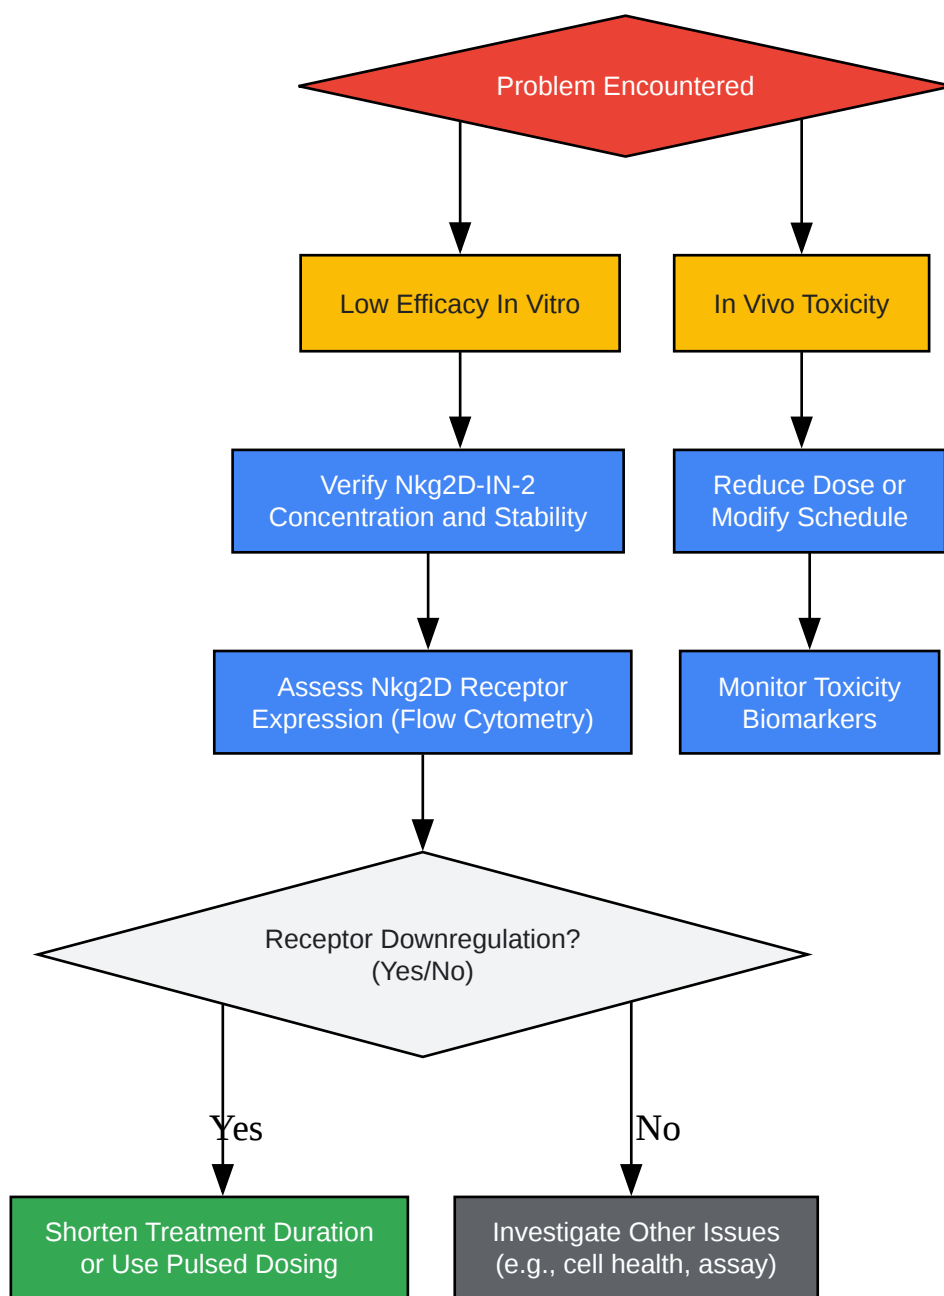 Problem Encountered
Low Efficacy In Vitro
In Vivo Toxicity
Verify Nkg2D-IN-2
Concentration and Stability
Reduce Dose or
Modify Schedule
Assess Nkg2D Receptor
Expression (Flow Cytometry)
Monitor Toxicity
Biomarkers
Receptor Downregulation?
(Yes/No)
Yes
No
Shorten Treatment Duration
or Use Pulsed Dosing
Investigate Other Issues
(e.g., cell health, assay)